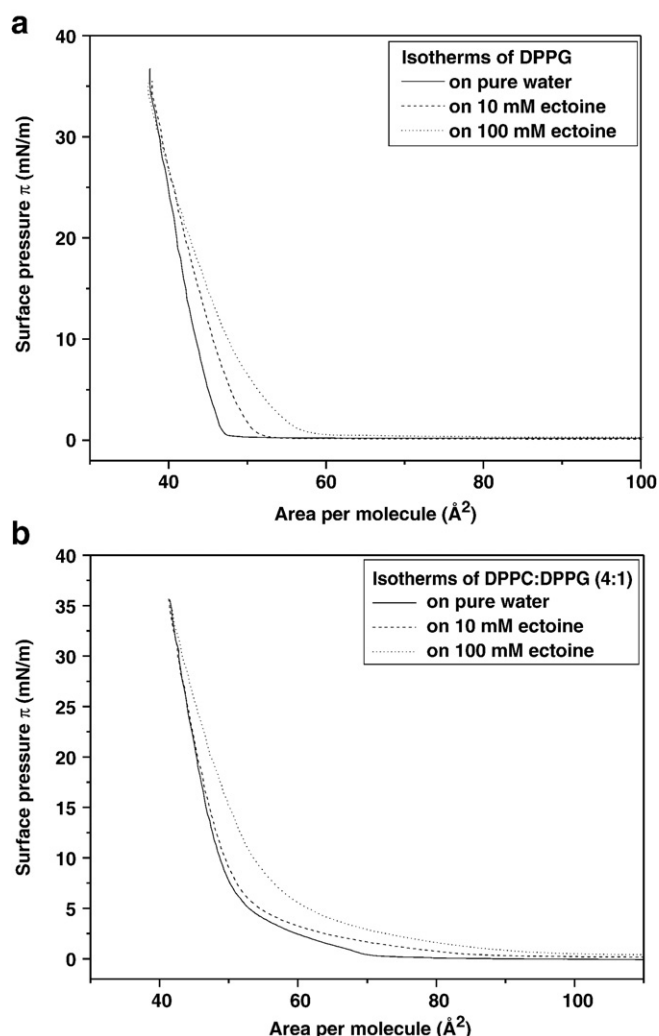 a
40
30
20
10
0
Surface pressure π (mN/m)
Isotherms of DPPG
on pure water
on 10 mM ectoine
on 100 mM ectoine
40 60 80 100
Area per molecule (Å²)
b
40
35
30
25
20
15
10
5
0
Surface pressure π (mN/m)
Isotherms of DPPC:DPPG (4:1)
on pure water
on 10 mM ectoine
on 100 mM ectoine
40 60 80 100
Area per molecule (Å²)